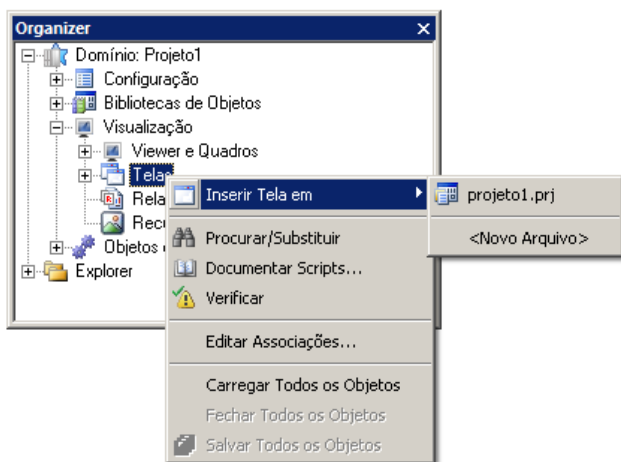 Organizer
Domínio: Projeto1
Configuração
Bibliotecas de Objetos
Visualização
Viewer e Quadros
Telas
Inserir Tela em
projeto1.prj
<Novo Arquivo>
Procurar/Substituir
Documentar Scripts...
Explorer
Verificar
Editar Associações...
Carregar Todos os Objetos
Fechar Todos os Objetos
Salvar Todos os Objetos